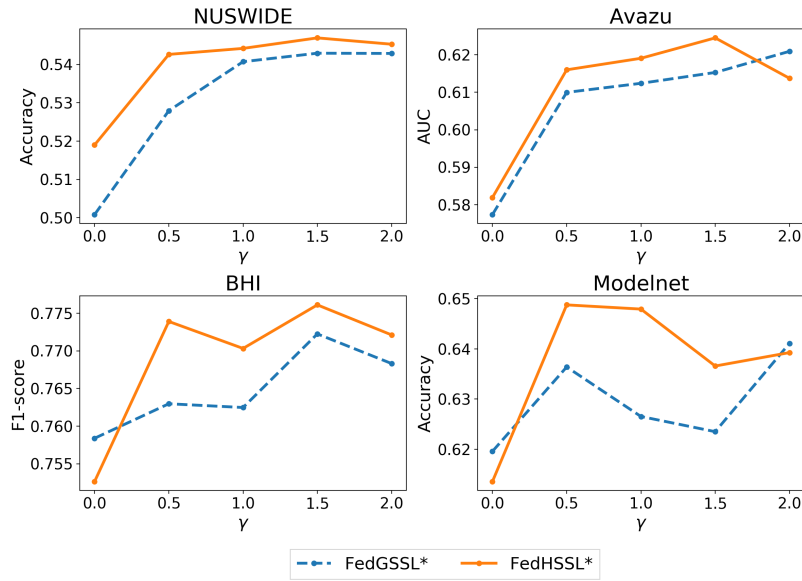 NUSWIDE
Accuracy
0.54
0.53
0.52
0.51
0.50
0.0 0.5 1.0 1.5 2.0
γ
Avazu
AUC
0.62
0.61
0.60
0.59
0.58
0.0 0.5 1.0 1.5 2.0
γ
BHI
F1-score
0.775
0.770
0.765
0.760
0.755
0.0 0.5 1.0 1.5 2.0
γ
Modelnet
Accuracy
0.65
0.64
0.63
0.62
0.0 0.5 1.0 1.5 2.0
γ
FedGSSL* FedHSSL*